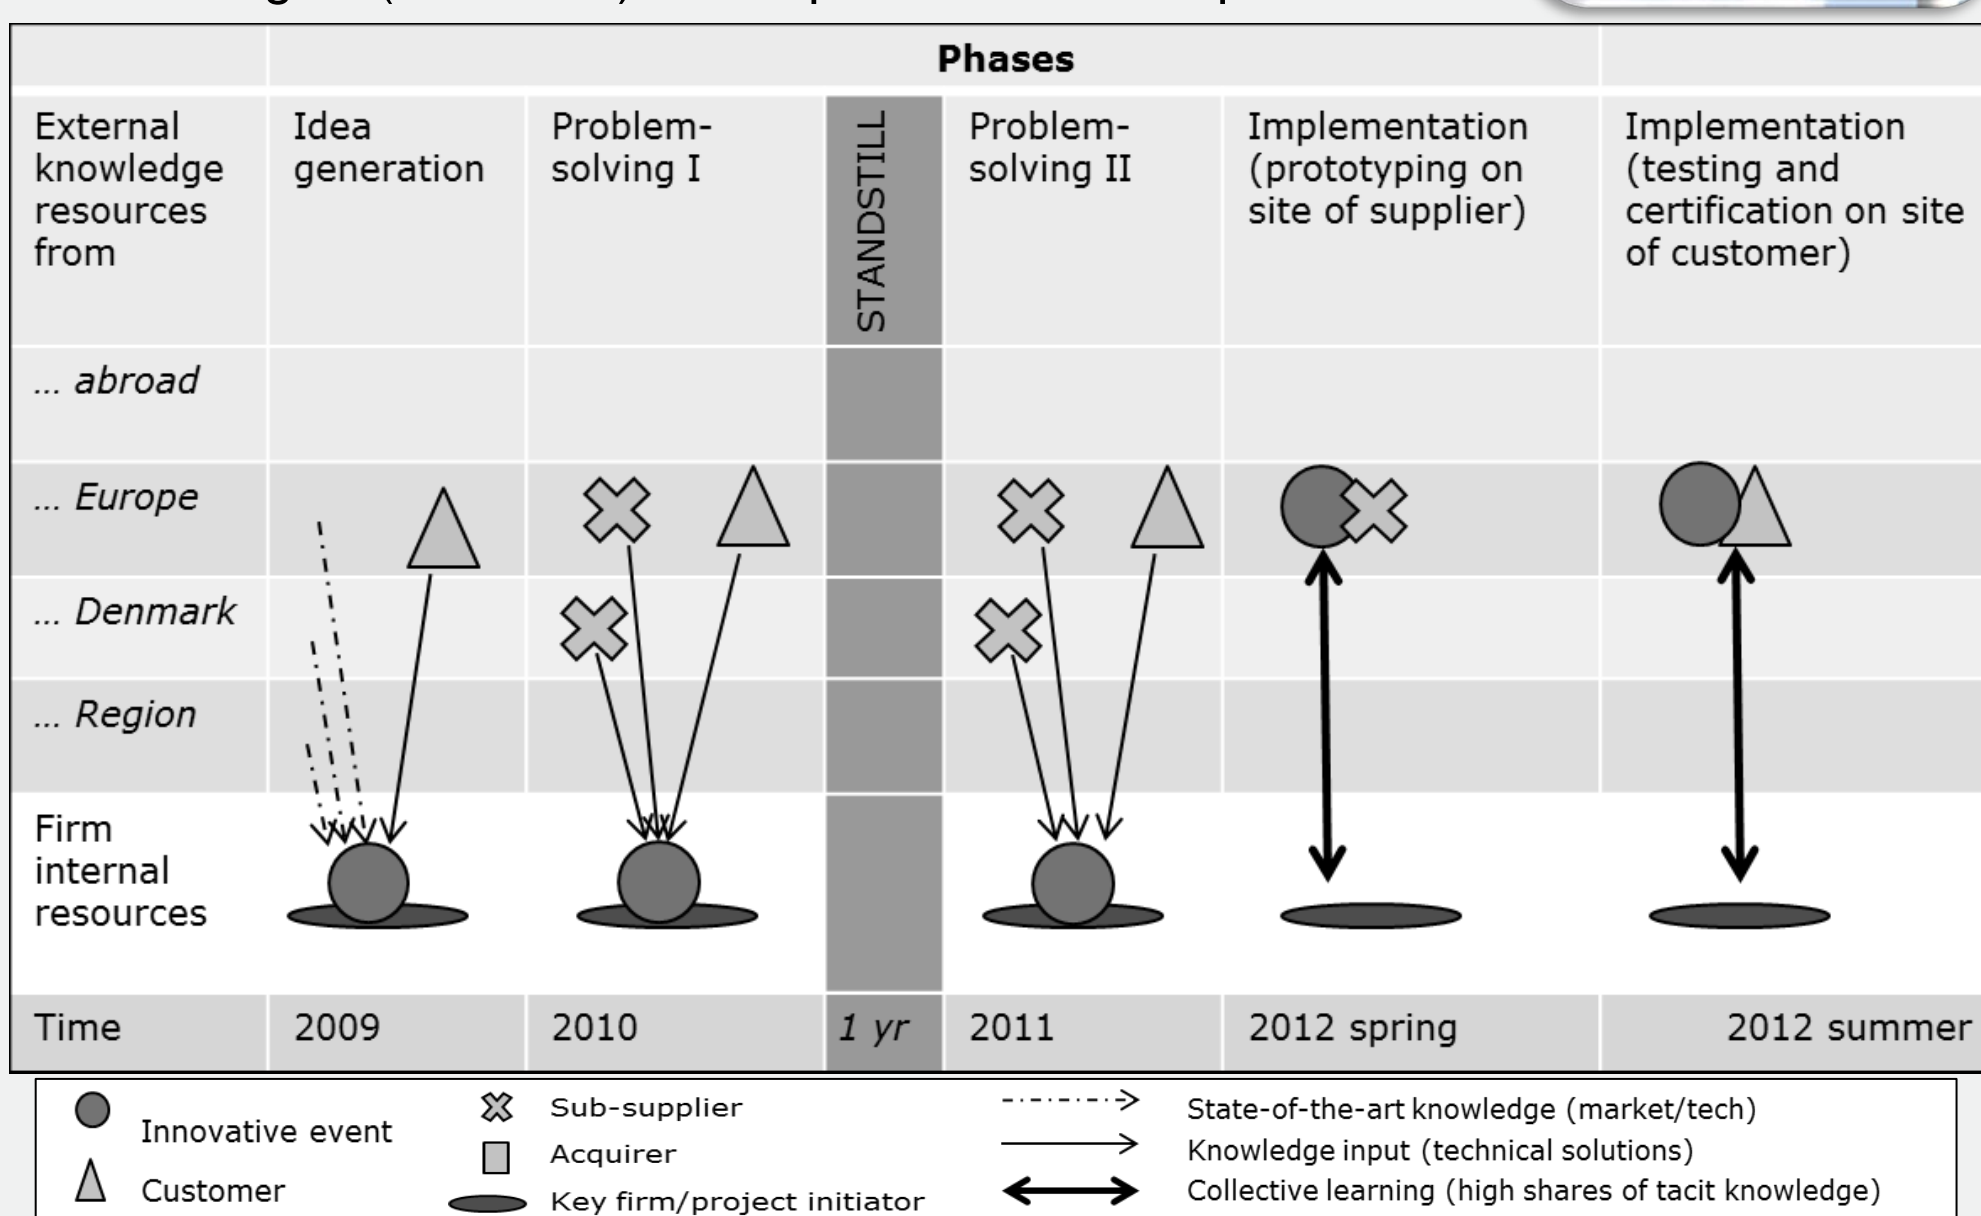 Phases
External
knowledge
resources
from
Idea
generation
Problem-
solving I
STANDSTILL
Problem-
solving II
Implementation
(prototyping on
site of supplier)
Implementation
(testing and
certification on site
of customer)
... abroad
... Europe
... Denmark
... Region
Firm
internal
resources
Time
2009
2010
1 yr
2011
2012 spring
2012 summer
Innovative event
Customer
Sub-supplier
Acquirer
Key firm/project initiator
State-of-the-art knowledge (market/tech)
Knowledge input (technical solutions)
Collective learning (high shares of tacit knowledge)